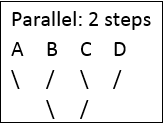 Parallel: 2 steps
A B C D
\ / \ /
\ /